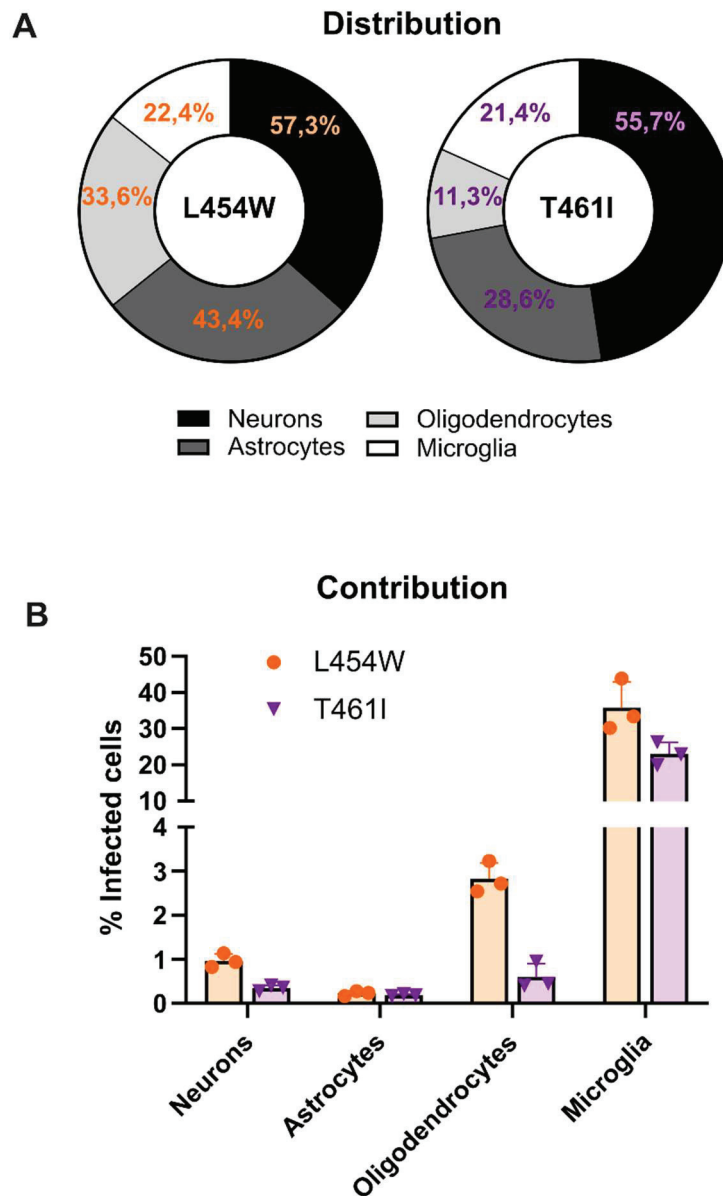 A
Distribution
22,4%
57,3%
33,6%
L454W
43,4%
21,4%
55,7%
11,3%
T461I
28,6%
Neurons
Oligodendrocytes
Astrocytes
Microglia
Contribution
B
L454W
T461I
% Infected cells
50
40
30
20
10
4
3
2
1
0
Neurons
Astrocytes
Oligodendrocytes
Microglia